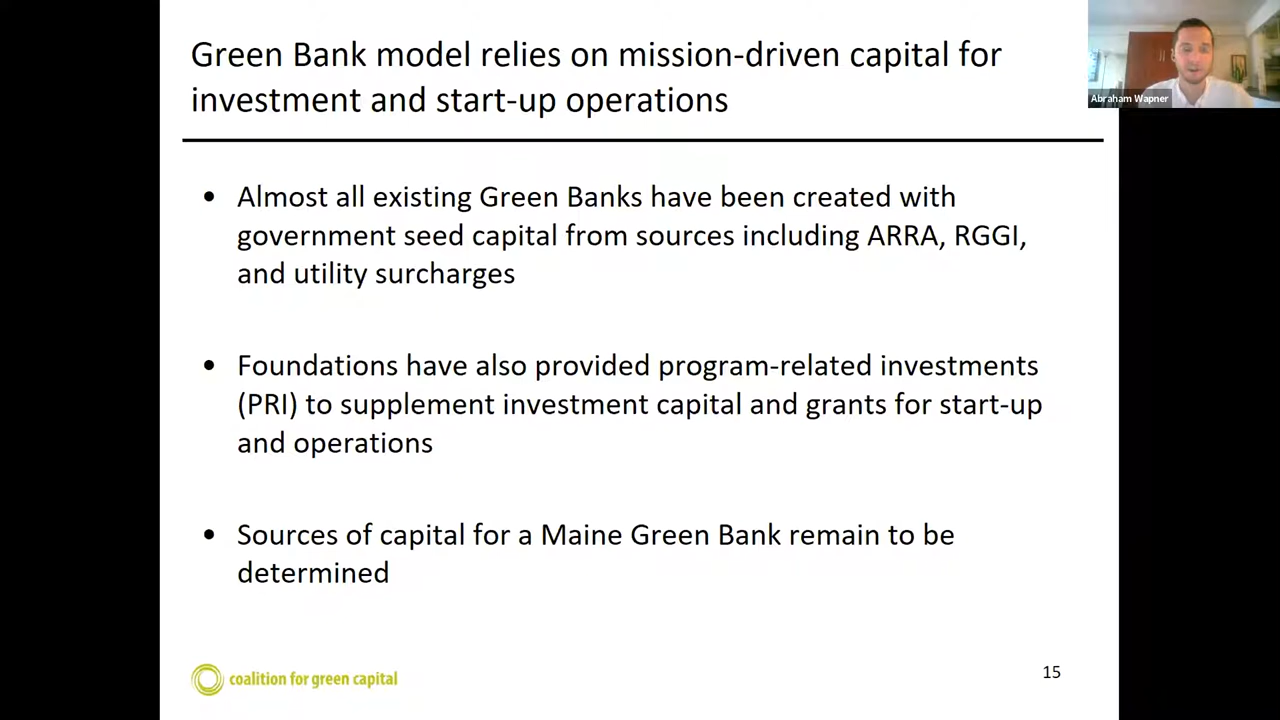 Green Bank model relies on mission-driven capital for
investment and start-up operations
Abraham Wapner
• Almost all existing Green Banks have been created with
government seed capital from sources including ARRA, RGGI,
and utility surcharges
• Foundations have also provided program-related investments
(PRI) to supplement investment capital and grants for start-up
and operations
• Sources of capital for a Maine Green Bank remain to be
determined
coalition for green capital
15